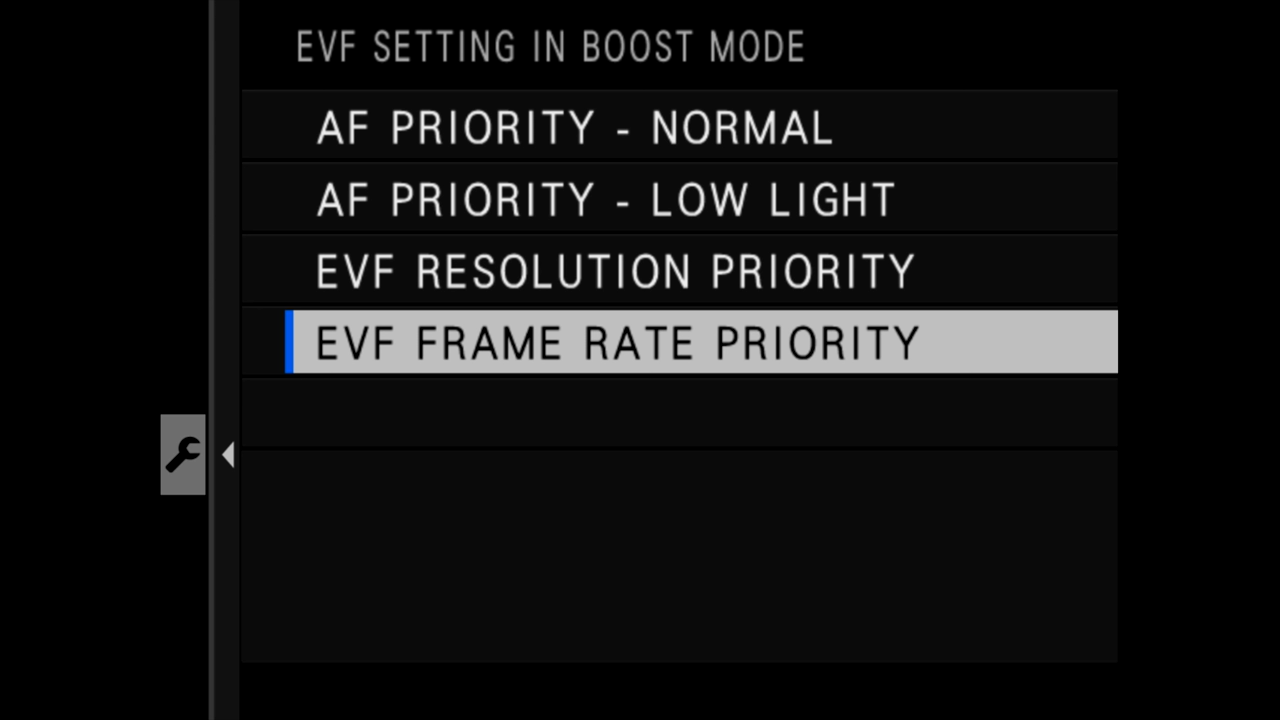 EVF SETTING IN BOOST MODE
AF PRIORITY - NORMAL
AF PRIORITY - LOW LIGHT
EVF RESOLUTION PRIORITY
EVF FRAME RATE PRIORITY